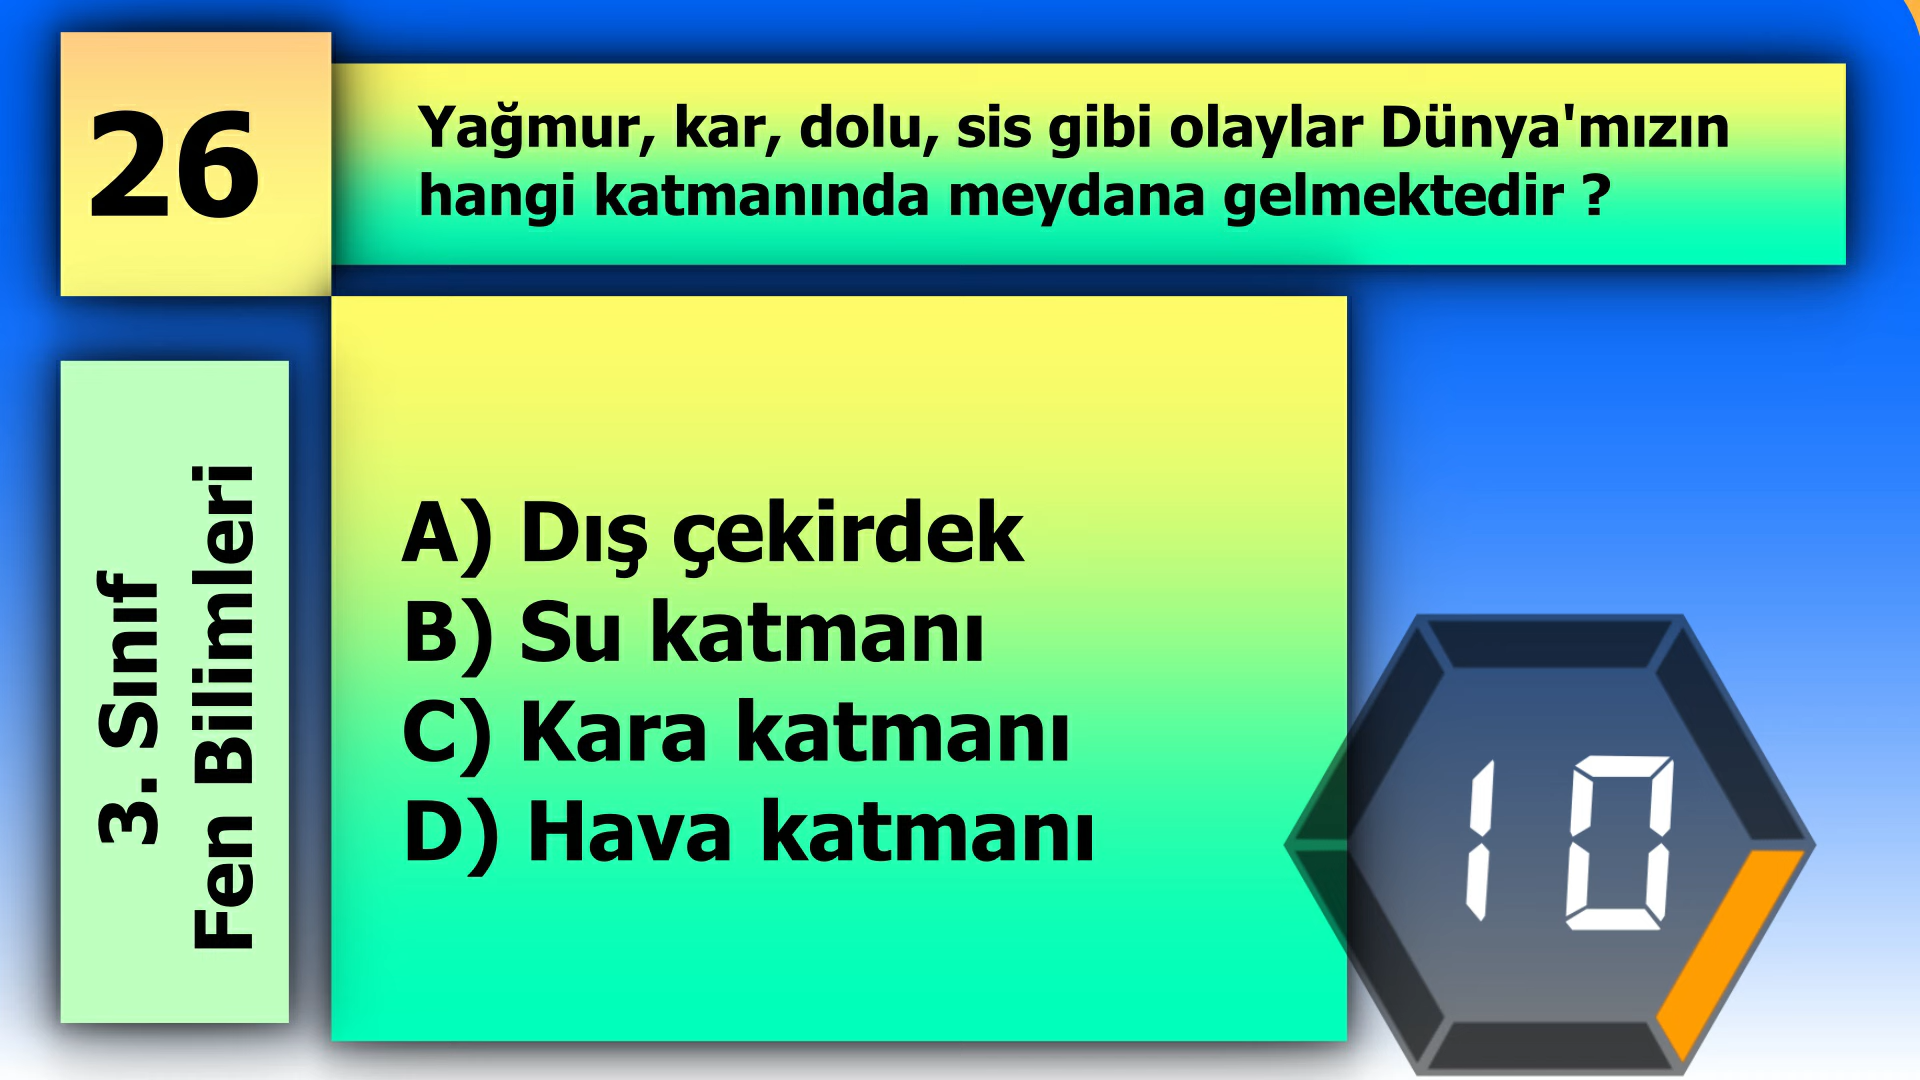 26
Yağmur, kar, dolu, sis gibi olaylar Dünya'mızın
hangi katmanında meydana gelmektedir ?
3. Sınıf
Fen Bilimleri
A) Dış çekirdek
B) Su katmanı
C) Kara katmanı
D) Hava katmanı
10